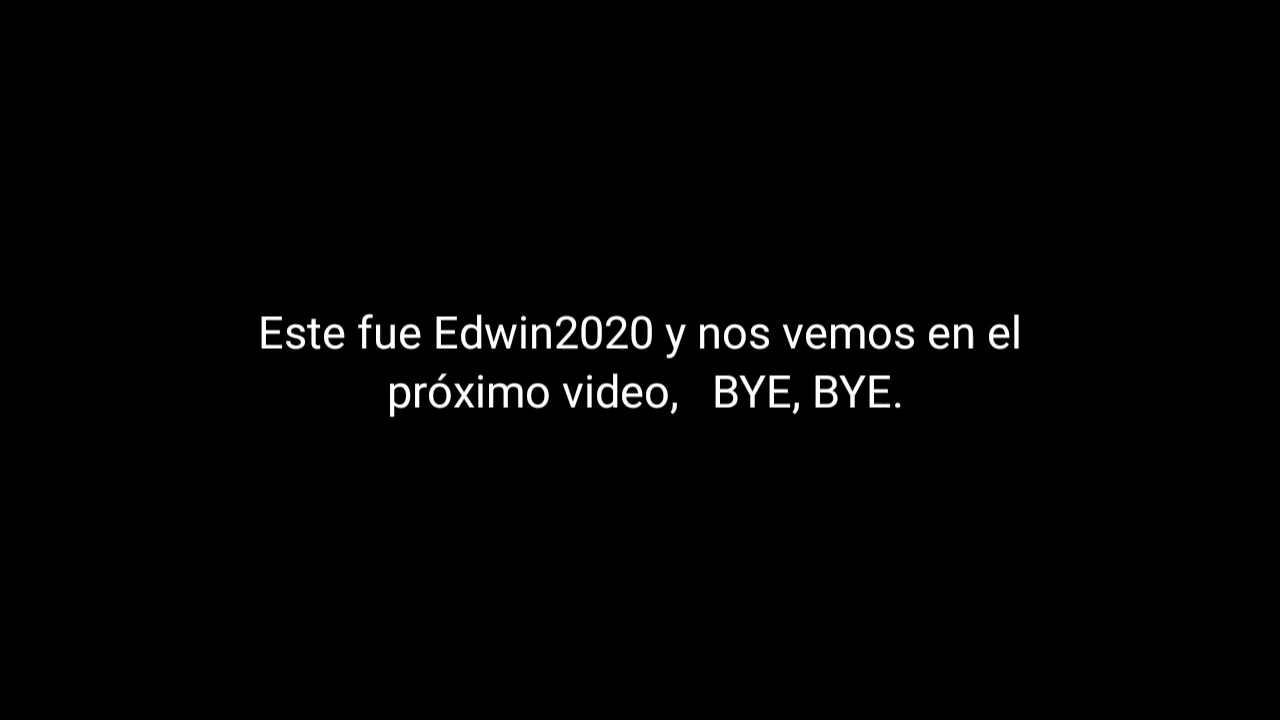 Este fue Edwin2020 y nos vemos en el
próximo video,   BYE, BYE.